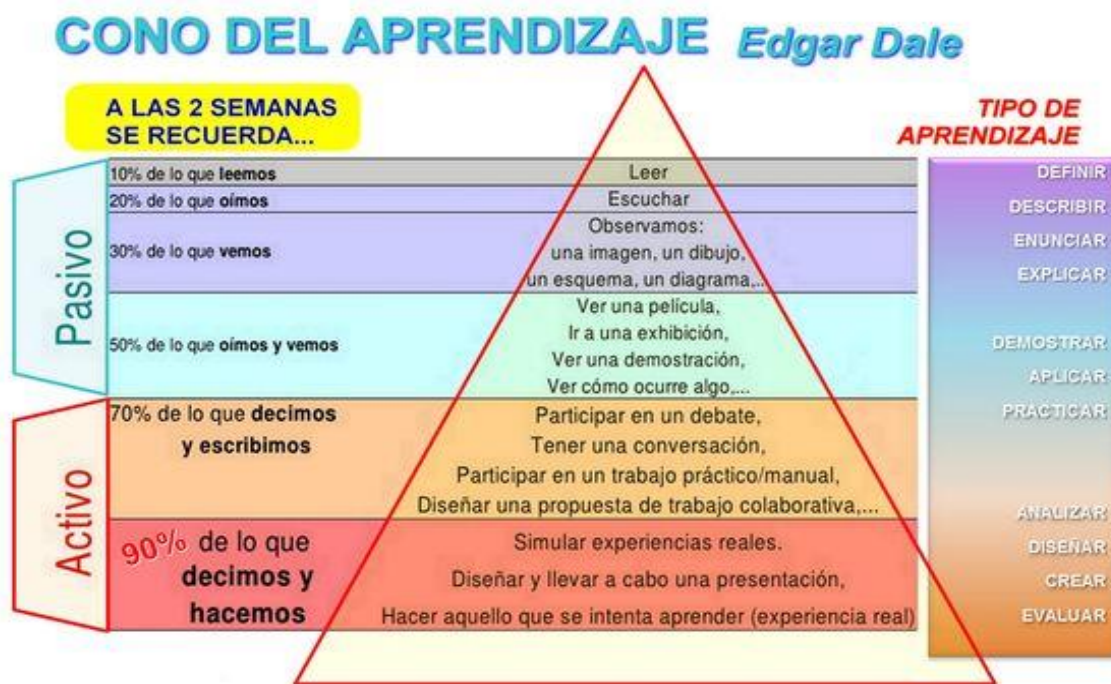 CONO DEL APRENDIZAJE Edgar Dale
A LAS 2 SEMANAS
SE RECUERDA...
TIPO DE
APRENDIZAJE
Pasivo
10% de lo que leemos
Leer
20% de lo que oímos
Escuchar
30% de lo que vemos
Observamos:
una imagen, un dibujo,
un esquema, un diagrama,..
50% de lo que oímos y vemos
Ver una película,
Ir a una exhibición,
Ver una demostración,
Ver cómo ocurre algo,...
Activo
70% de lo que decimos
y escribimos
Participar en un debate,
Tener una conversación,
Participar en un trabajo práctico/manual,
Diseñar una propuesta de trabajo colaborativa,...
90% de lo que
decimos y
hacemos
Simular experiencias reales.
Diseñar y llevar a cabo una presentación,
Hacer aquello que se intenta aprender (experiencia real)
DEFINIR
DESCRIBIR
ENUNCIAR
EXPLICAR
DEMOSTRAR
APLICAR
PRACTICAR
ANALIZAR
DISEÑAR
CREAR
EVALUAR